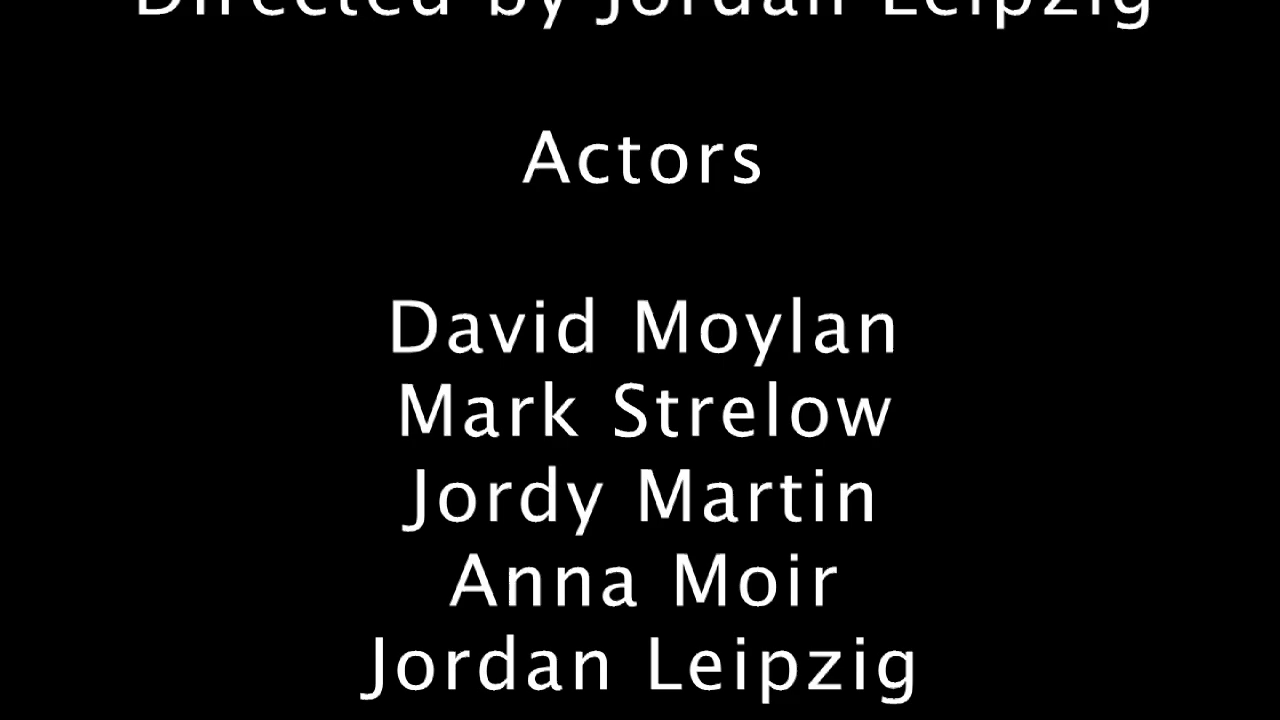 Directed by Jordan Leipzig
Actors
David Moylan
Mark Strelow
Jordy Martin
Anna Moir
Jordan Leipzig